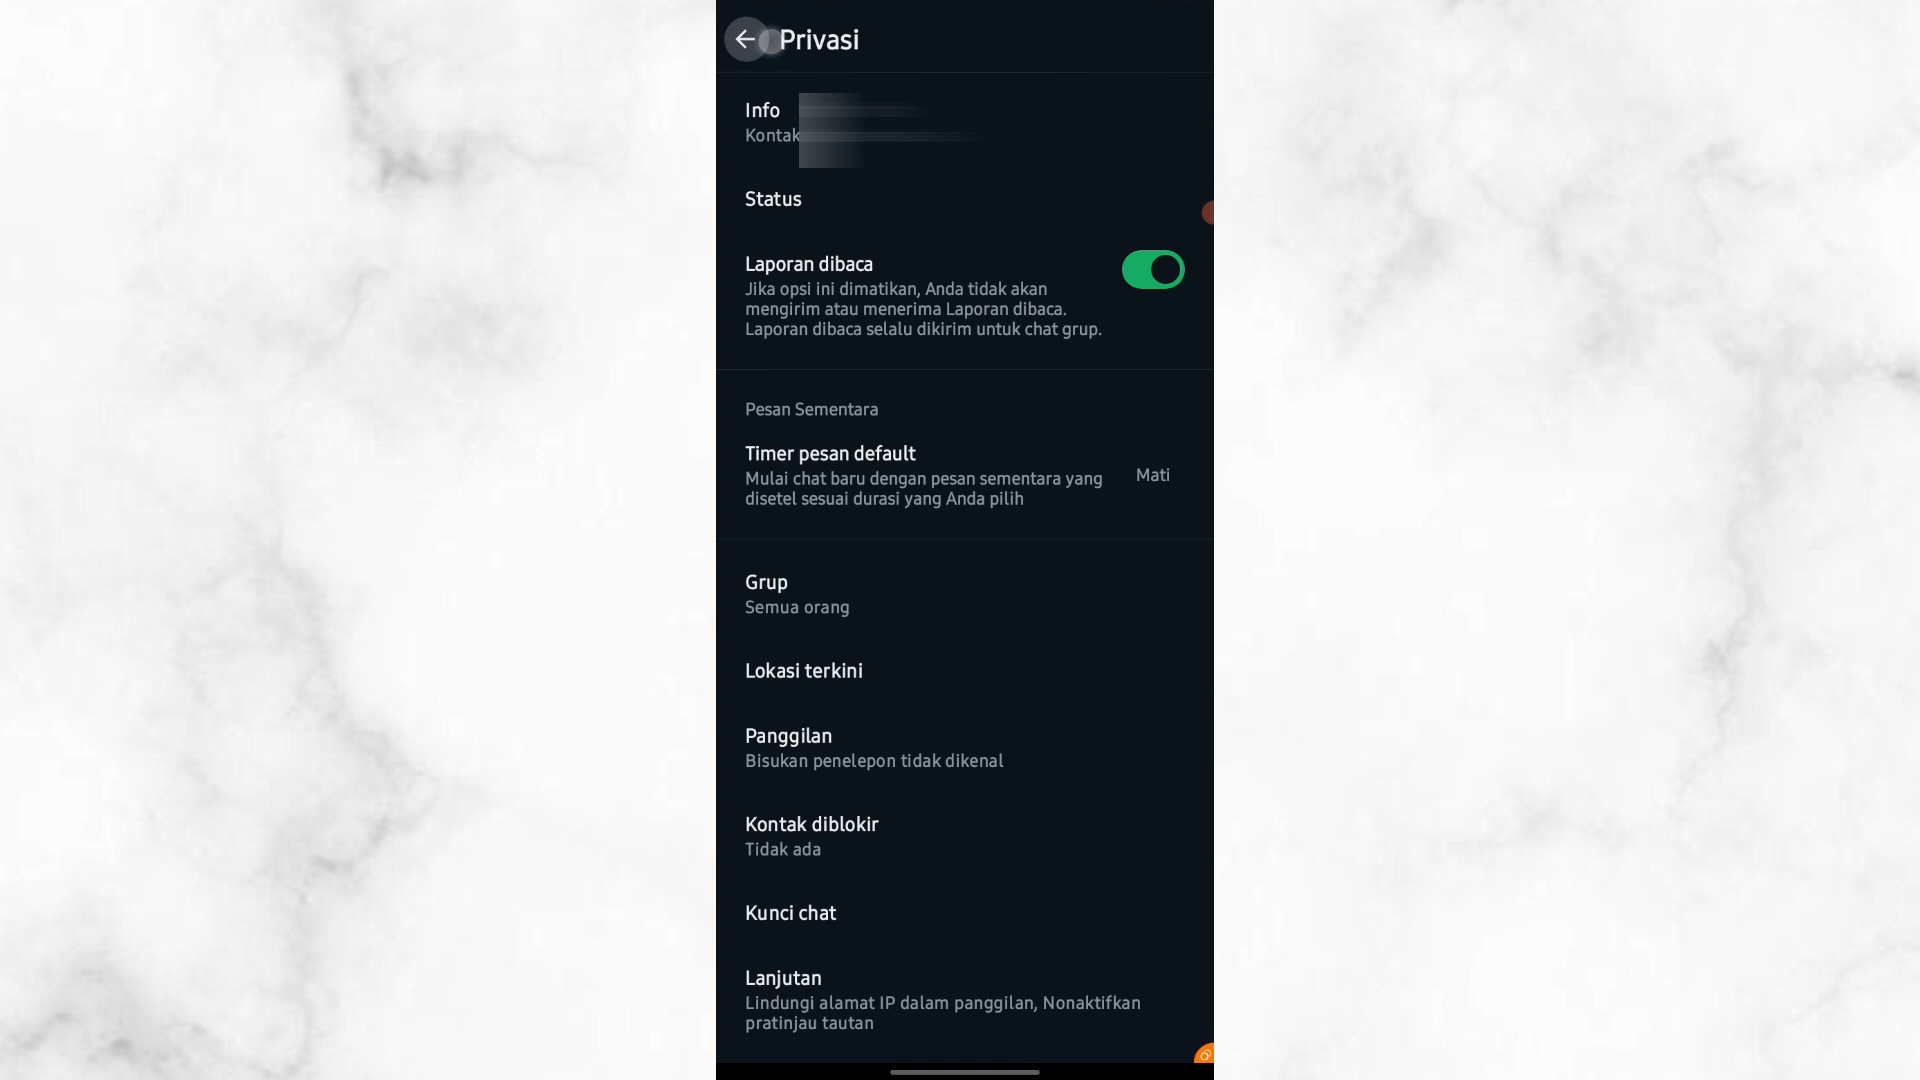 Privasi
Info
Kontak
Status
Laporan dibaca
Jika opsi ini dimatikan, Anda tidak akan
mengirim atau menerima Laporan dibaca.
Laporan dibaca selalu dikirim untuk chat grup.
Pesan Sementara
Timer pesan default
Mulai chat baru dengan pesan sementara yang
disetel sesuai durasi yang Anda pilih
Mati
Grup
Semua orang
Lokasi terkini
Panggilan
Bisukan penelepon tidak dikenal
Kontak diblokir
Tidak ada
Kunci chat
Lanjutan
Lindungi alamat IP dalam panggilan, Nonaktifkan
pratinjau tautan